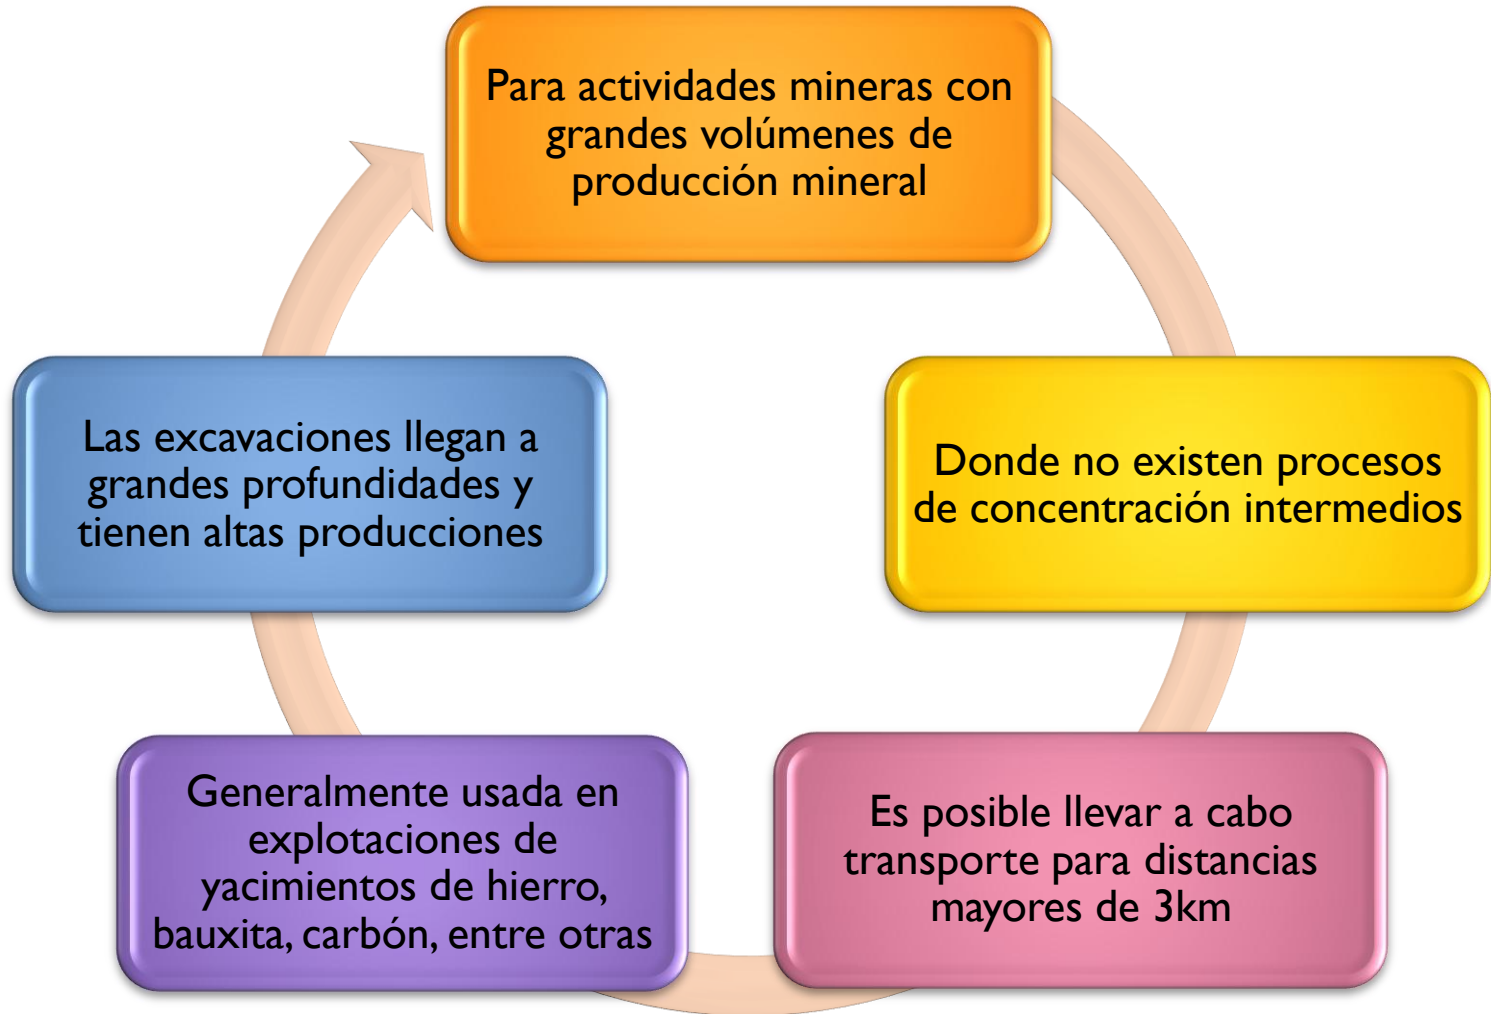 Para actividades mineras con
grandes volúmenes de
producción mineral
Donde no existen procesos
de concentración intermedios
Es posible llevar a cabo
transporte para distancias
mayores de 3km
Generalmente usada en
explotaciones de
yacimientos de hierro,
bauxita, carbón, entre otras
Las excavaciones llegan a
grandes profundidades y
tienen altas producciones